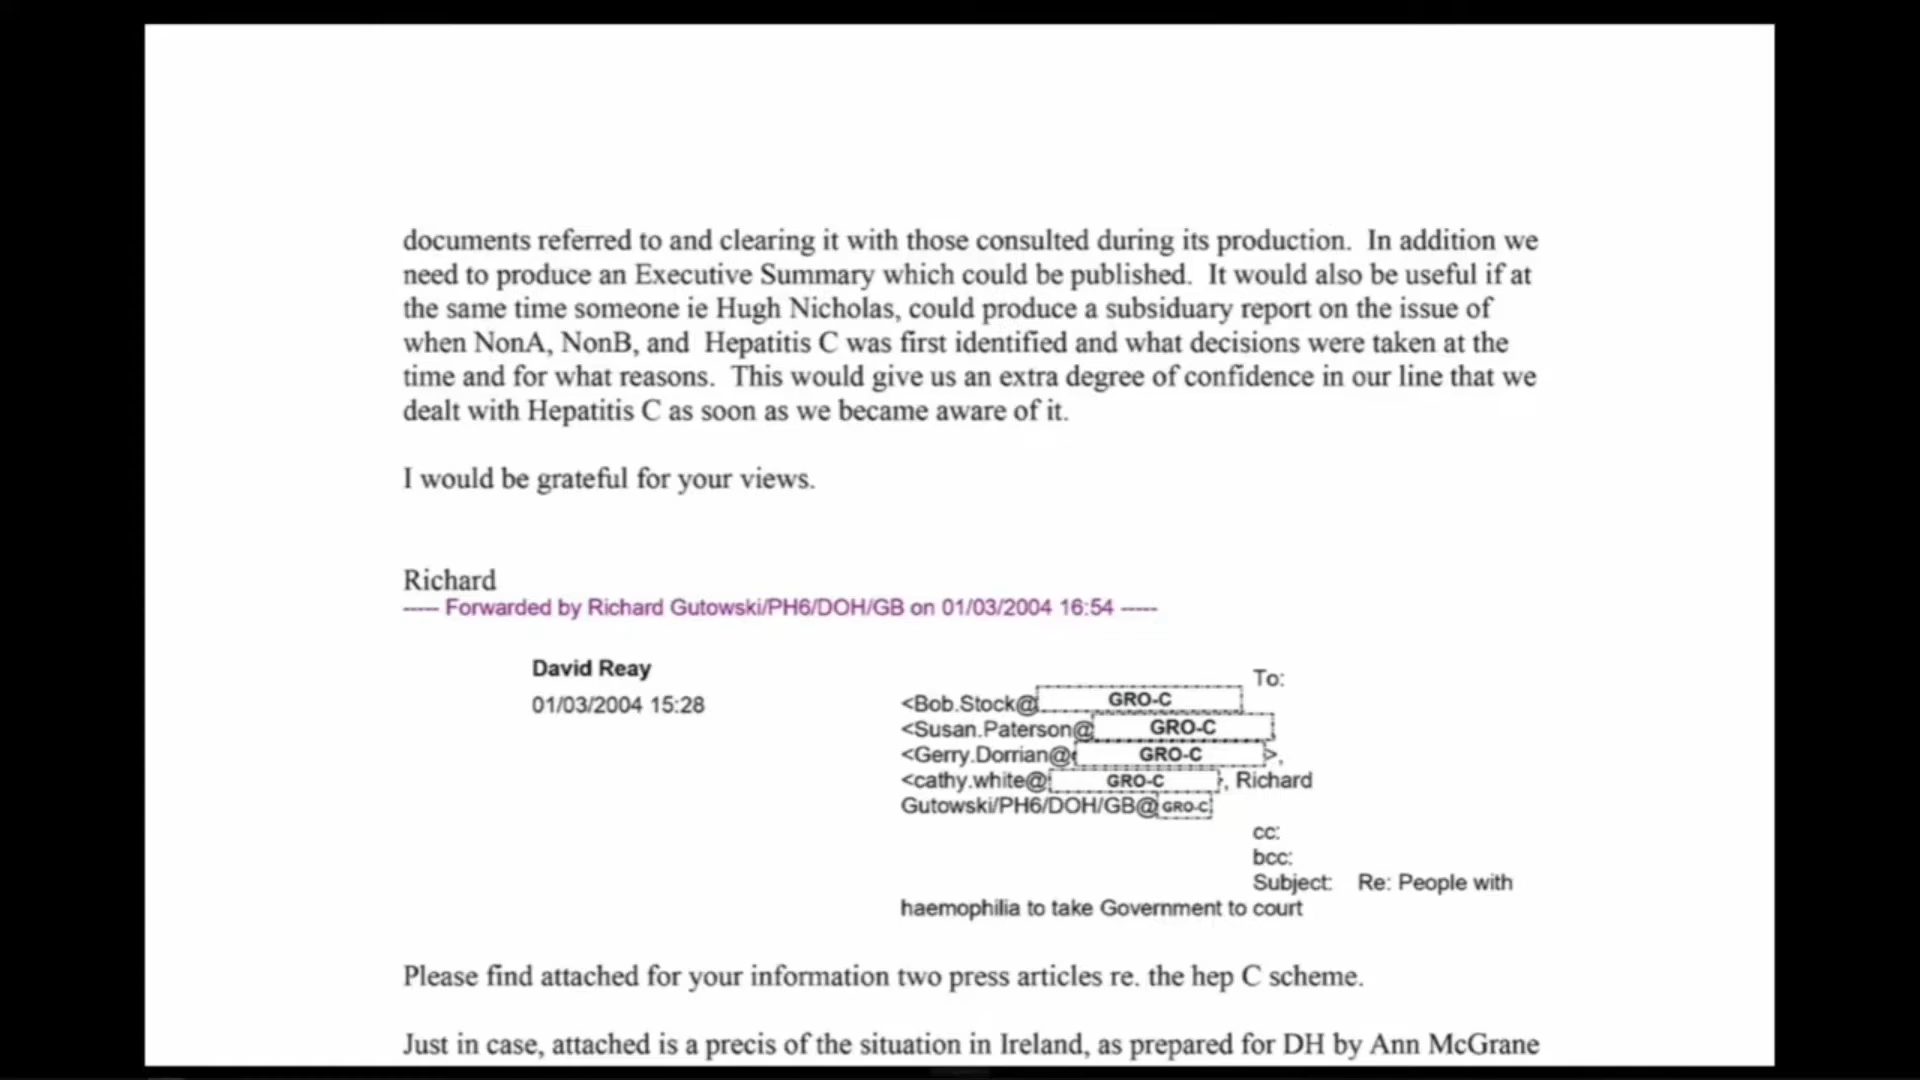 documents referred to and clearing it with those consulted during its production. In addition we
need to produce an Executive Summary which could be published. It would also be useful if at
the same time someone ie Hugh Nicholas, could produce a subsiduary report on the issue of
when NonA, NonB, and Hepatitis C was first identified and what decisions were taken at the
time and for what reasons. This would give us an extra degree of confidence in our line that we
dealt with Hepatitis C as soon as we became aware of it.
I would be grateful for your views.
Richard
----- Forwarded by Richard Gutowski/PH6/DOH/GB on 01/03/2004 16:54 -----
David Reay
01/03/2004 15:28
To:
<Bob.Stock@ GRO-C
<Susan.Paterson@ GRO-C
<Gerry.Dorrian@ GRO-C >,
<cathy.white@ GRO-C , Richard
Gutowski/PH6/DOH/GB@ GRO-C
cc:
bcc:
Subject: Re: People with
haemophilia to take Government to court
Please find attached for your information two press articles re. the hep C scheme.
Just in case, attached is a precis of the situation in Ireland, as prepared for DH by Ann McGrane